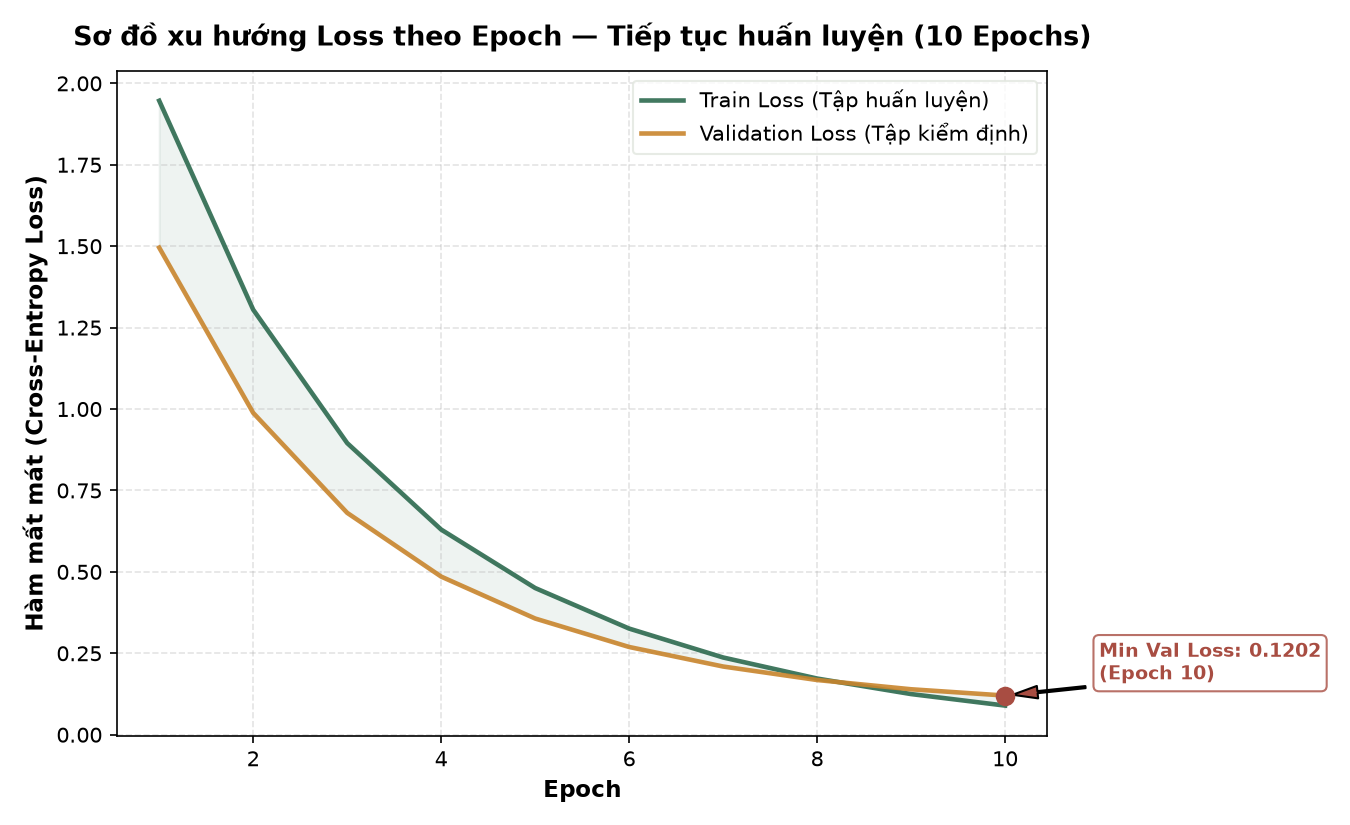 Sơ đồ xu hướng Loss theo Epoch — Tiếp tục huấn luyện (10 Epochs)
Train Loss (Tập huấn luyện)
Validation Loss (Tập kiểm định)
Hàm mất mát (Cross-Entropy Loss)
2.00
1.75
1.50
1.25
1.00
0.75
0.50
0.25
0.00
Min Val Loss: 0.1202
(Epoch 10)
2
4
6
8
10
Epoch